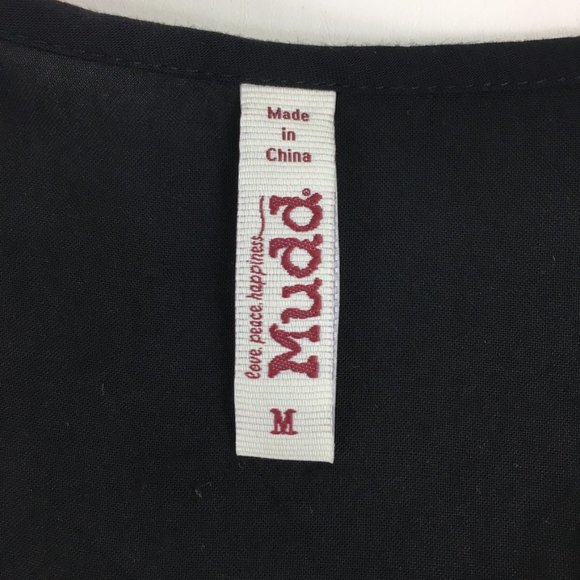 Made
in
China
love. peace. happiness
Mudd®
M